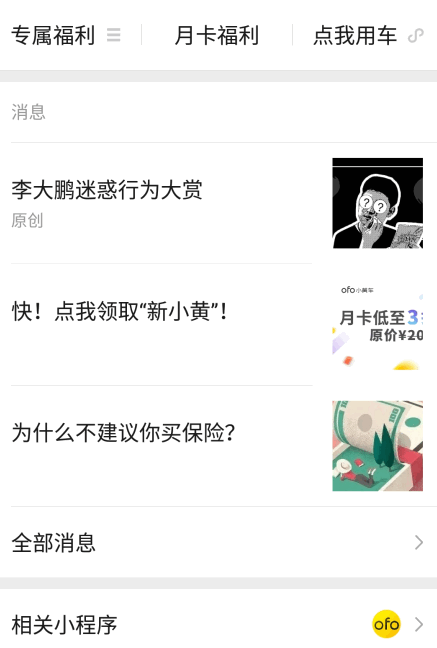 专属福利 月卡福利 点我用车
消息
李大鹏迷惑行为大赏
原创
快！点我领取“新小黄”！
ofo小黄车
月卡低至3
原价¥20
为什么不建议你买保险？
全部消息
相关小程序 ofo